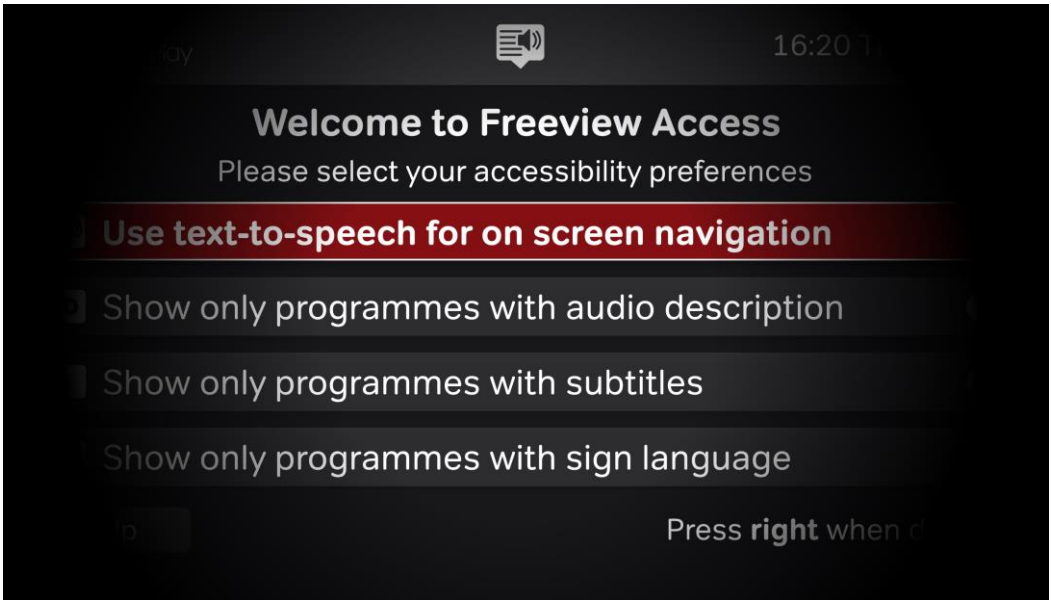 16:20
Welcome to Freeview Access
Please select your accessibility preferences
Use text-to-speech for on screen navigation
Show only programmes with audio description
Show only programmes with subtitles
Show only programmes with sign language
Press right when